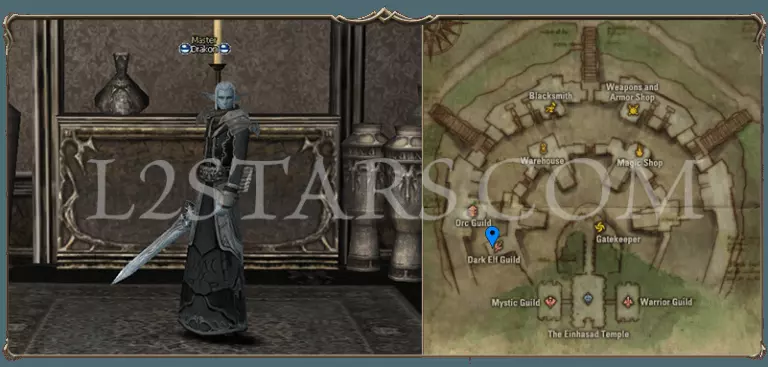 Master
Drakon
L2STARS.COM
Blacksmith
Weapons and
Armor Shop
Warehouse
Magic Shop
Orc Guild
Gatekeeper
Dark Elf Guild
Mystic Guild
Warrior Guild
The Einhasad Temple